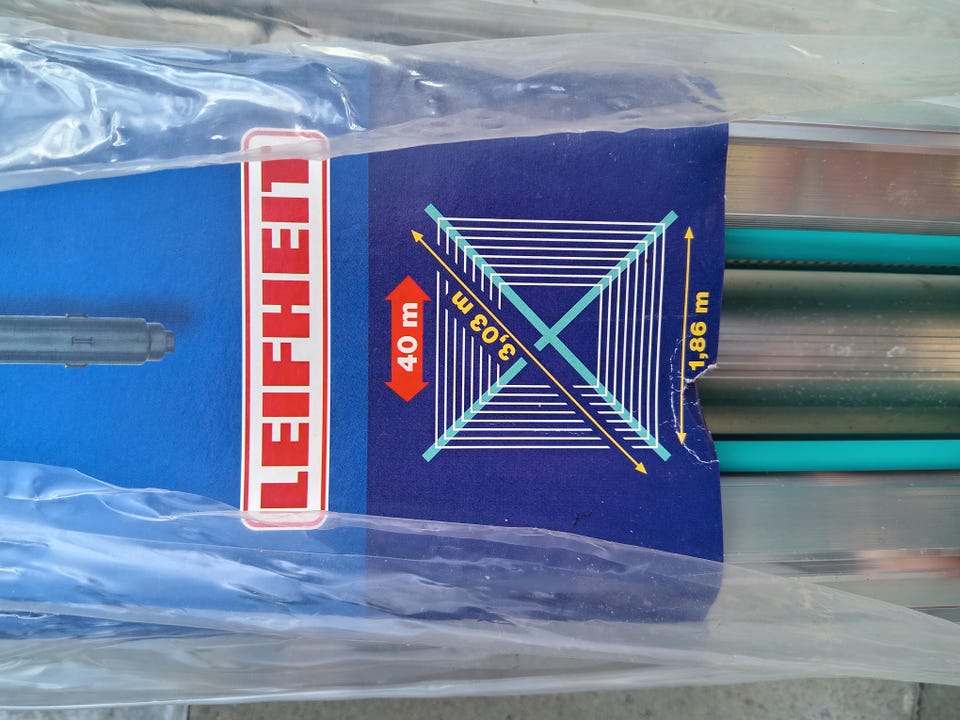 LEIFHEIT
40 m
3,03 m
1,86 m